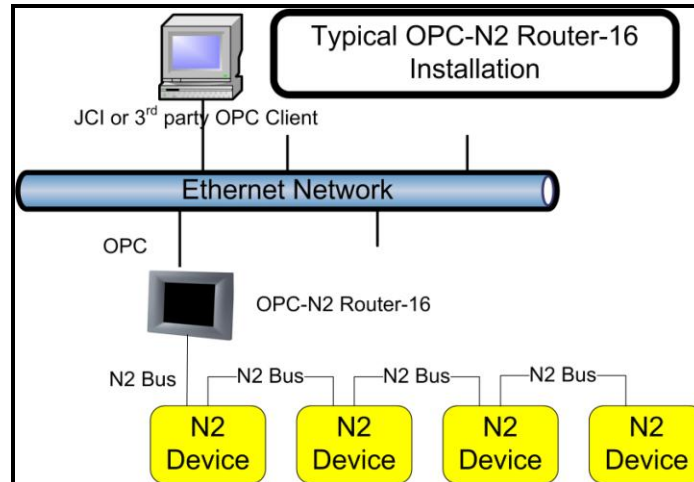 Typical OPC-N2 Router-16
Installation
JCI or 3rd party OPC Client
Ethernet Network
OPC
OPC-N2 Router-16
N2 Bus
N2 Bus
N2 Bus
N2 Bus
N2
Device
N2
Device
N2
Device
N2
Device